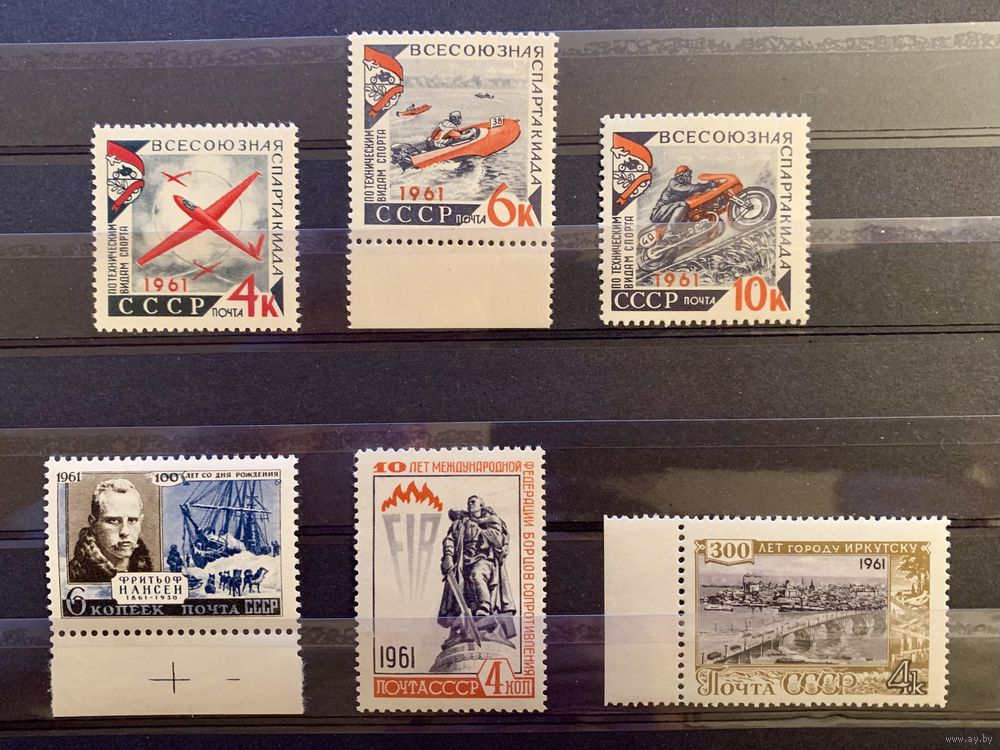 ВСЕСОЮЗНАЯ
СПАРТАКИАДА
ПО ТЕХНИЧЕСКИМ
ВИДАМ СПОРТА
1961
СССР ПОЧТА
4К
ВСЕСОЮЗНАЯ
СПАРТАКИАДА
ПО ТЕХНИЧЕСКИМ
ВИДАМ СПОРТА
38
1961
СССР ПОЧТА
6К
ВСЕСОЮЗНАЯ
СПАРТАКИАДА
ПО ТЕХНИЧЕСКИМ
ВИДАМ СПОРТА
1961
СССР ПОЧТА
10К
1961
100 ЛЕТ СО ДНЯ РОЖДЕНИЯ
ФРИТЬОФ
НАНСЕН
1861-1930
6 КОПЕЕК ПОЧТА СССР
10 ЛЕТ МЕЖДУНАРОДНОЙ
ФЕДЕРАЦИИ БОРЦОВ СОПРОТИВЛЕНИЯ
FIR
1961
ПОЧТА СССР
4 КОП
300 ЛЕТ ГОРОДУ ИРКУТСКУ
1961
ПОЧТА СССР 4К
www.ay.by